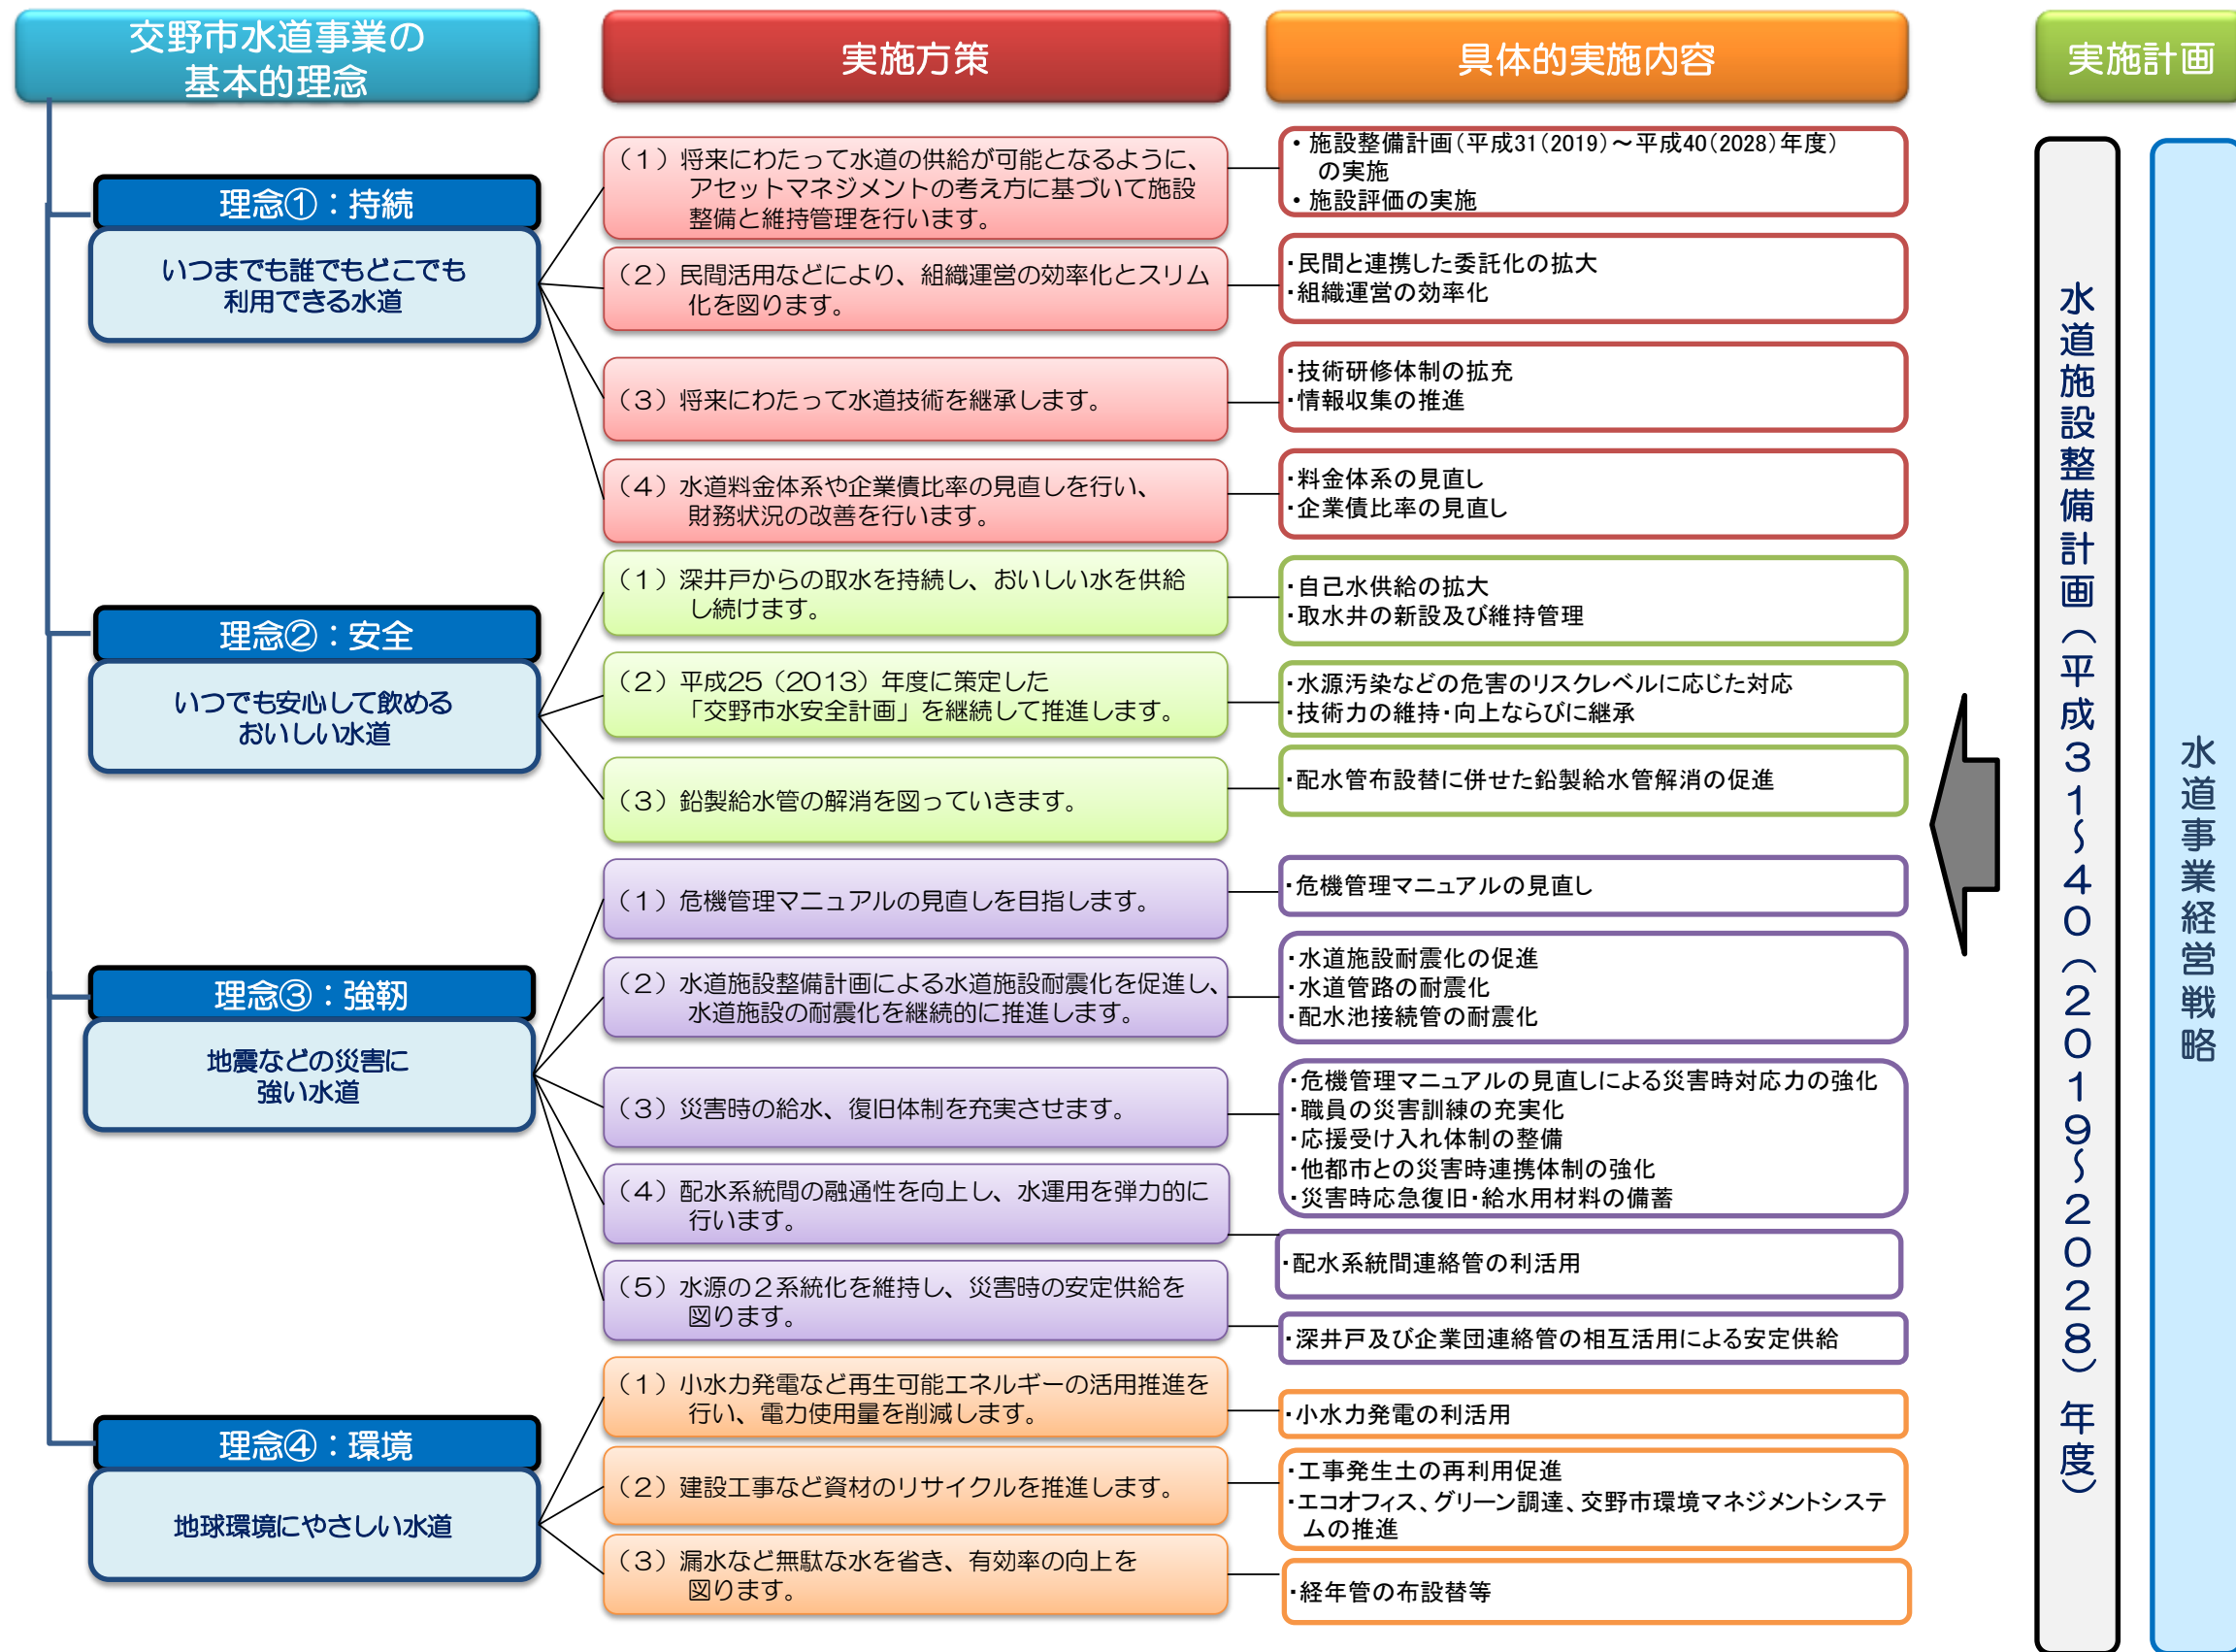 交野市水道事業の
基本的理念
実施方策
具体的実施内容
実施計画
理念①：持続
いつまでも誰でもどこでも
利用できる水道
（１）将来にわたって水道の供給が可能となるように、
アセットマネジメントの考え方に基づいて施設
整備と維持管理を行います。
・施設整備計画（平成31（2019）～平成40（2028）年度）
の実施
・施設評価の実施
（２）民間活用などにより、組織運営の効率化とスリム
化を図ります。
・民間と連携した委託化の拡大
・組織運営の効率化
（３）将来にわたって水道技術を継承します。
・技術研修体制の拡充
・情報収集の推進
（４）水道料金体系や企業債比率の見直しを行い、
財務状況の改善を行います。
・料金体系の見直し
・企業債比率の見直し
理念②：安全
いつでも安心して飲める
おいしい水道
（１）深井戸からの取水を持続し、おいしい水を供給
し続けます。
・自己水供給の拡大
・取水井の新設及び維持管理
（２）平成25（2013）年度に策定した
「交野市水安全計画」を継続して推進します。
・水源汚染などの危害のリスクレベルに応じた対応
・技術力の維持・向上ならびに継承
（３）鉛製給水管の解消を図っていきます。
・配水管布設替に併せた鉛製給水管解消の促進
理念③：強靭
地震などの災害に
強い水道
（１）危機管理マニュアルの見直しを目指します。
・危機管理マニュアルの見直し
（２）水道施設整備計画による水道施設耐震化を促進し、
水道施設の耐震化を継続的に推進します。
・水道施設耐震化の促進
・水道管路の耐震化
・配水池接続管の耐震化
（３）災害時の給水、復旧体制を充実させます。
・危機管理マニュアルの見直しによる災害時対応力の強化
・職員の災害訓練の充実化
・応援受け入れ体制の整備
・他都市との災害時連携体制の強化
・災害時応急復旧・給水用材料の備蓄
（４）配水系統間の融通性を向上し、水運用を弾力的に
行います。
・配水系統間連絡管の利活用
（５）水源の２系統化を維持し、災害時の安定供給を
図ります。
・深井戸及び企業団連絡管の相互活用による安定供給
理念④：環境
地球環境にやさしい水道
（１）小水力発電など再生可能エネルギーの活用推進を
行い、電力使用量を削減します。
・小水力発電の利活用
（２）建設工事など資材のリサイクルを推進します。
・工事発生土の再利用促進
・エコオフィス、グリーン調達、交野市環境マネジメントシステ
ムの推進
（３）漏水など無駄な水を省き、有効率の向上を
図ります。
・経年管の布設替等
水道施設整備計画（平成３１～４０（２０１９～２０２８）年度）
水道事業経営戦略